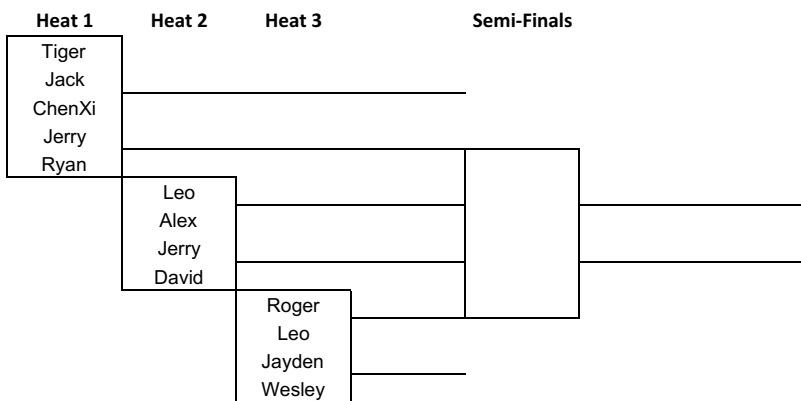 Heat 1 Heat 2 Heat 3 Semi-Finals
Tiger
Jack
ChenXi
Jerry
Ryan
Leo
Alex
Jerry
David
Roger
Leo
Jayden
Wesley